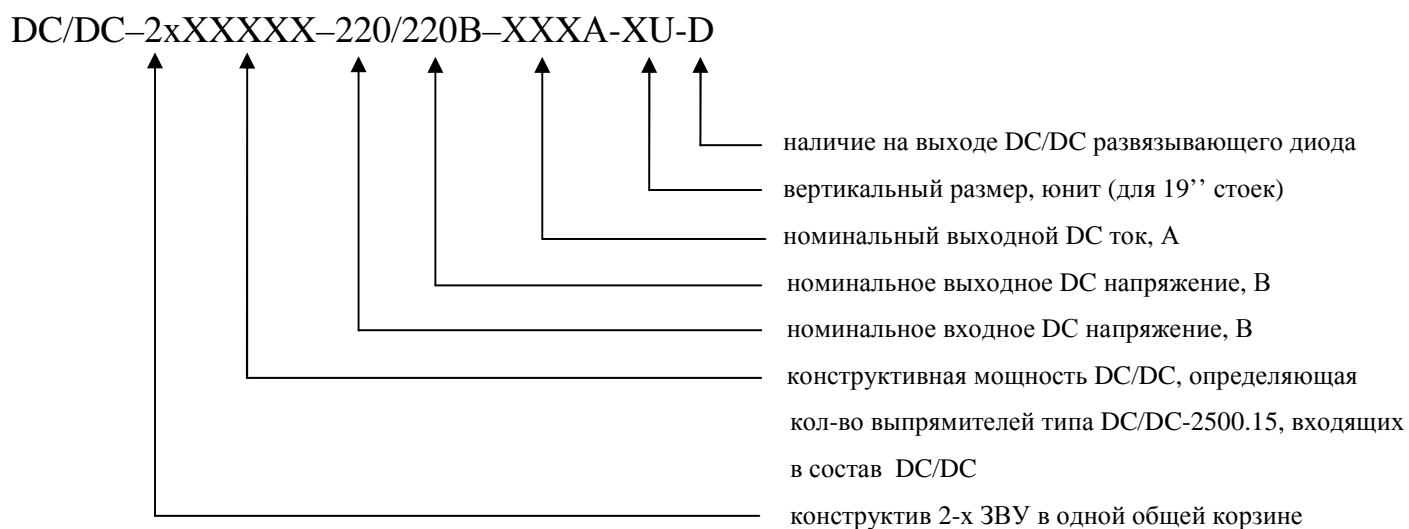 DC/DC–2xXXXXX–220/220В–XXXА-XU-D
наличие на выходе DC/DC развязывающего диода
вертикальный размер, юнит (для 19’’ стоек)
номинальный выходной DC ток, А
номинальное выходное DC напряжение, В
номинальное входное DC напряжение, В
конструктивная мощность DC/DC, определяющая
кол-во выпрямителей типа DC/DC-2500.15, входящих
в состав DC/DC
конструктив 2-х ЗВУ в одной общей корзине